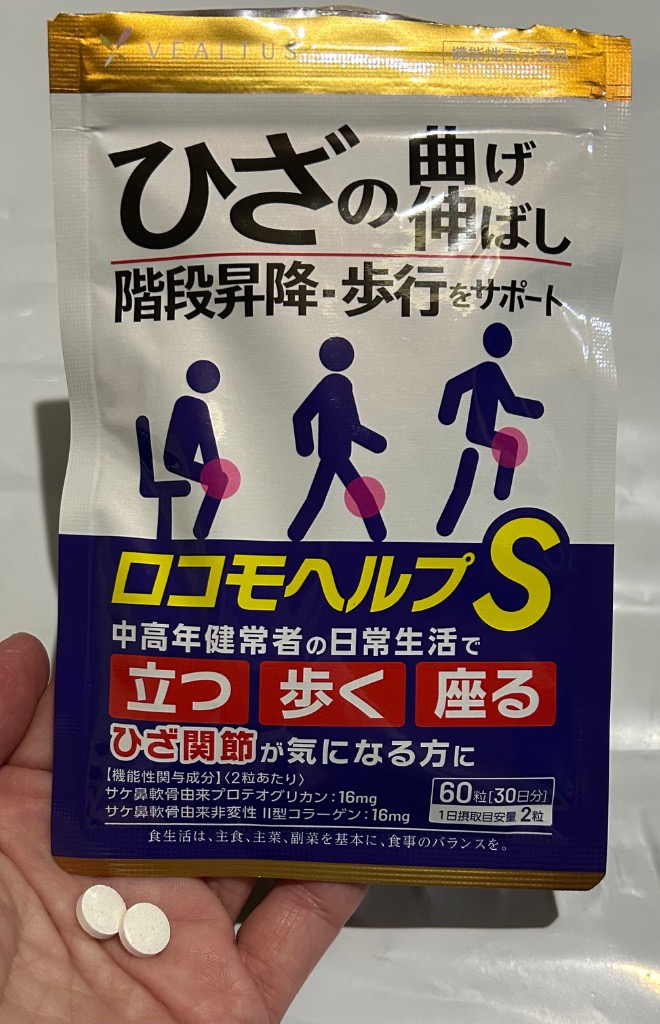 VEALTUS
機能性表示食品
ひざの曲げ伸ばし
階段昇降・歩行をサポート
ロコモヘルプS
中高年健常者の日常生活で
立つ 歩く 座る
ひざ関節が気になる方に
【機能性関与成分】〈2粒あたり〉
サケ鼻軟骨由来プロテオグリカン:16mg
サケ鼻軟骨由来非変性 II型コラーゲン:16mg
60粒[30日分]
1日摂取目安量 2粒
食生活は、主食、主菜、副菜を基本に、食事のバランスを。